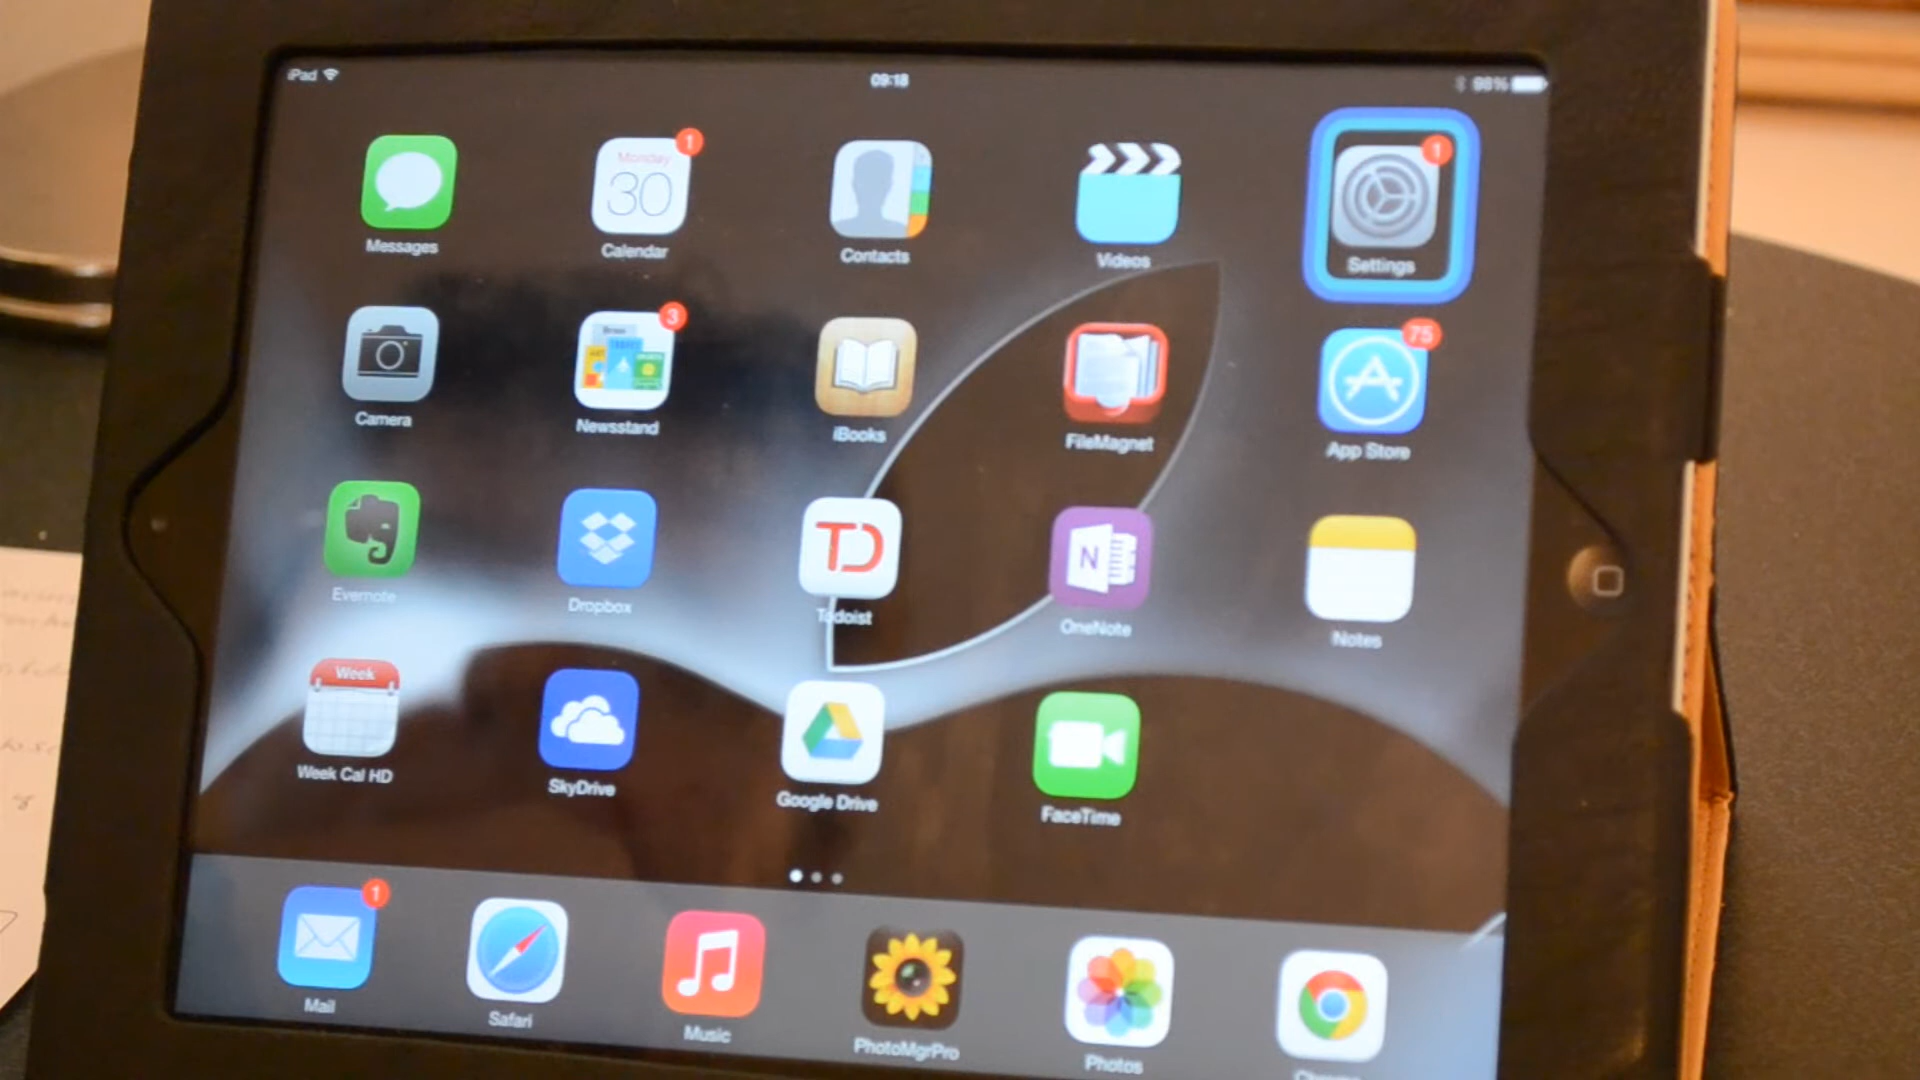 iPad 09:18 98%
1 1
Monday
30
Messages Calendar Contacts Videos Settings
3 75
Camera Newsstand iBooks FileMagnet App Store
TD N
Evernote Dropbox Todoist OneNote Notes
Week
Week Cal HD SkyDrive Google Drive FaceTime
1
Mail Safari Music PhotoMgrPro Photos